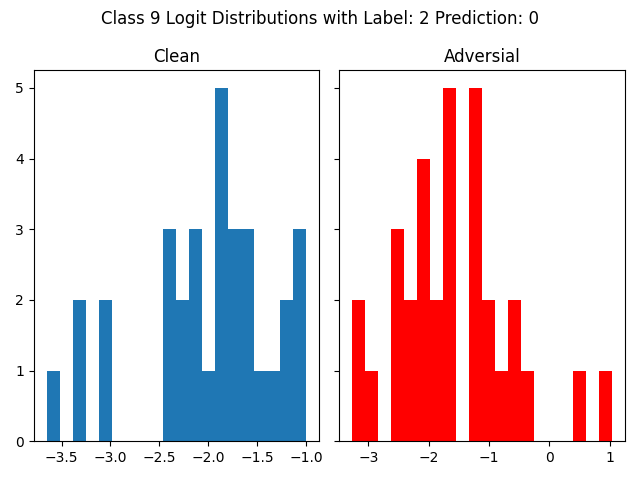 Class 9 Logit Distributions with Label: 2 Prediction: 0
Clean
Adversial
5
4
3
2
1
0
−3.5 −3.0 −2.5 −2.0 −1.5 −1.0
−3 −2 −1 0 1